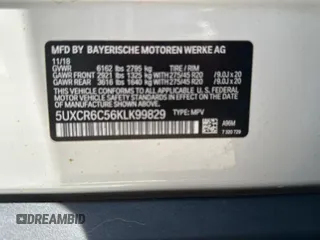 MFD BY BAYERISCHE MOTOREN WERKE AG
11/18
GVWR 6162 lbs 2795 kg TIRE / RIM
GAWR FRONT 2921 lbs 1325 kg WITH 275/45 R20 / 9.0J x 20
GAWR REAR 3616 lbs 1640 kg WITH 275/45 R20 / 9.0J x 20
THIS VEHICLE CONFORMS TO ALL APPLICABLE U.S. FEDERAL
MOTOR VEHICLE SAFETY STANDARDS IN EFFECT ON THE DATE
OF MANUFACTURE SHOWN ABOVE.
5UXCR6C56KLK99829 TYPE: MPV
A96M
DREAMBID
DREAMBID.COM